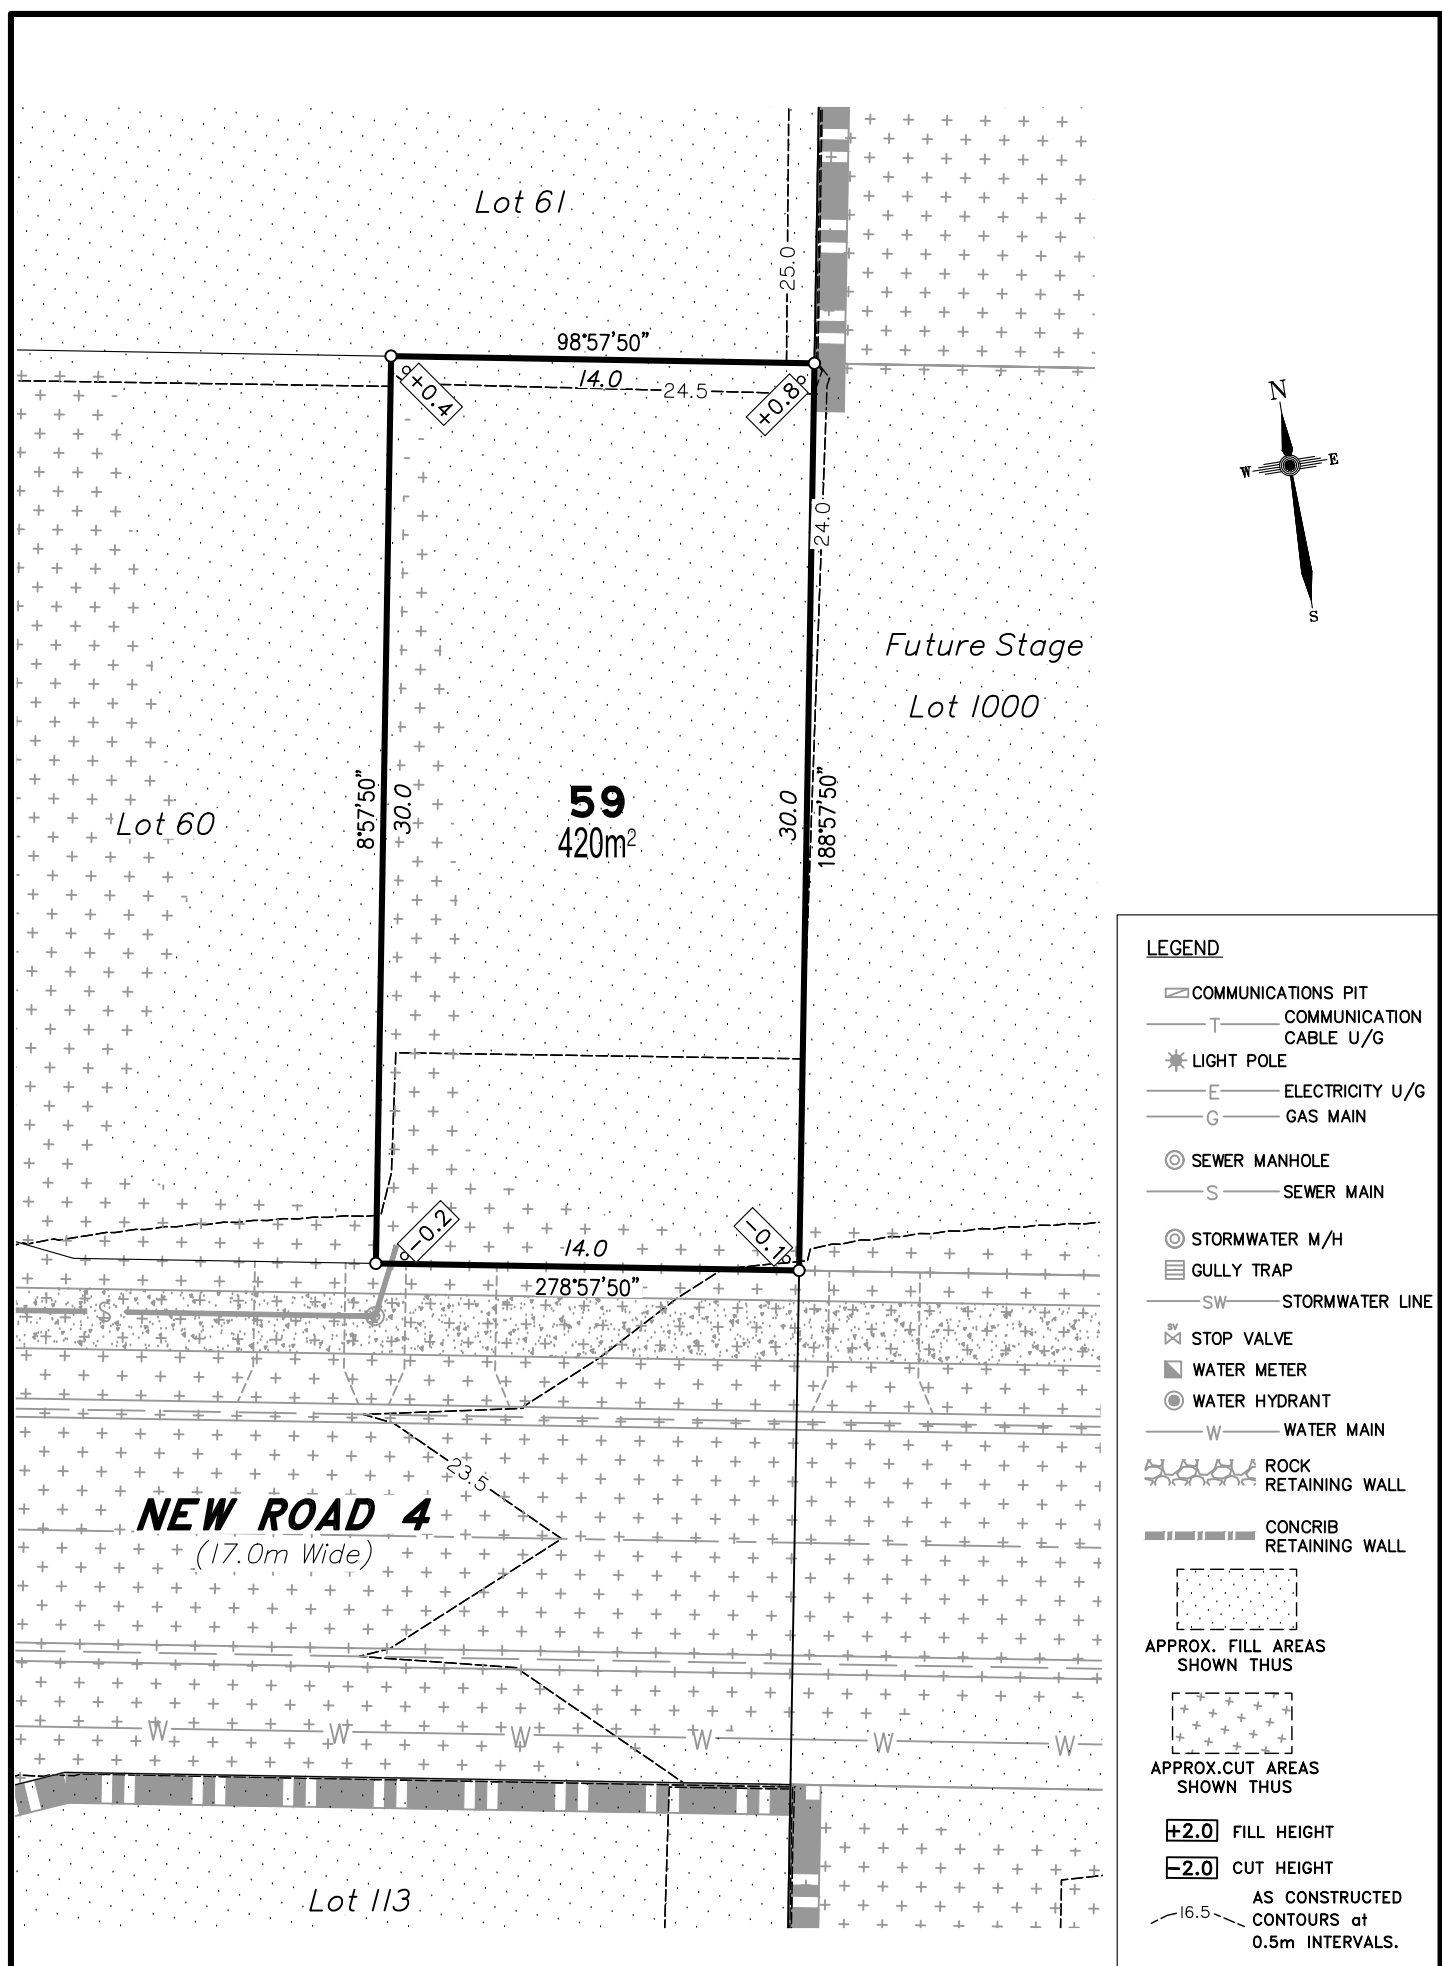 Lot 61
25.0
98°57'50"
14.0
24.5
+0.4
+0.8
N
W
E
S
24.0
Future Stage
Lot 1000
8°57'50"
30.0
59
420m²
30.0
188°57'50"
Lot 60
-0.2
-0.1
14.0
278°57'50"
S
23.5
NEW ROAD 4
(17.0m Wide)
W W W W W W
Lot 113
LEGEND
COMMUNICATIONS PIT
T COMMUNICATION
CABLE U/G
LIGHT POLE
E ELECTRICITY U/G
G GAS MAIN
SEWER MANHOLE
S SEWER MAIN
STORMWATER M/H
GULLY TRAP
SW STORMWATER LINE
SV
STOP VALVE
WATER METER
WATER HYDRANT
W WATER MAIN
ROCK
RETAINING WALL
CONCRIB
RETAINING WALL
APPROX. FILL AREAS
SHOWN THUS
APPROX.CUT AREAS
SHOWN THUS
+2.0 FILL HEIGHT
-2.0 CUT HEIGHT
16.5
AS CONSTRUCTED
CONTOURS at
0.5m INTERVALS.